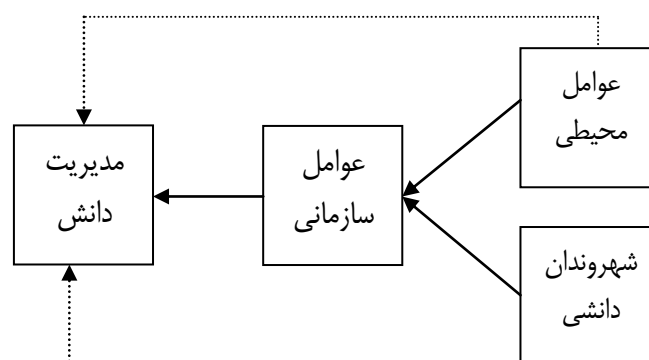 عوامل
محیطی
عوامل
سازمانی
مدیریت
دانش
شهروندان
دانشی